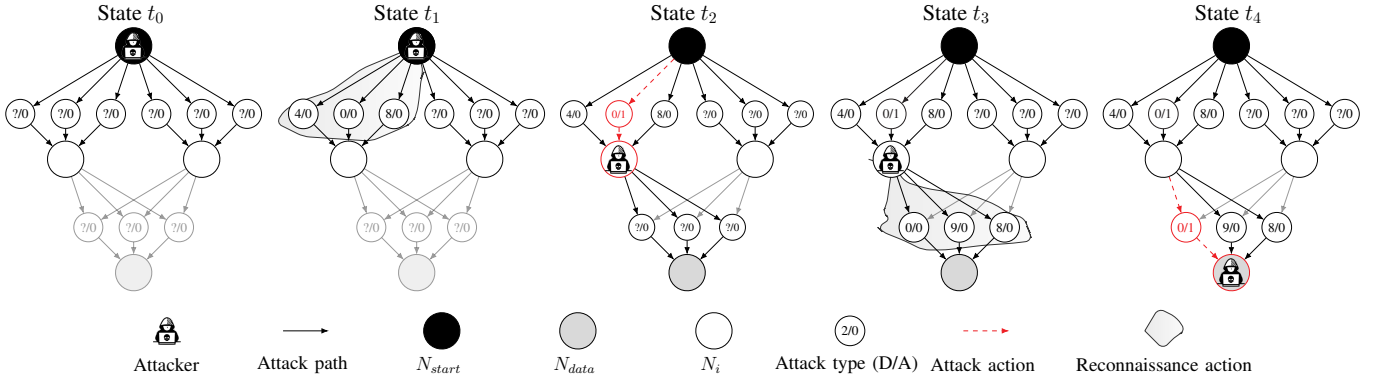 State t₀ State t₁ State t₂ State t₃ State t₄
?/0 ?/0 ?/0 ?/0 ?/0 ?/0 4/0 0/0 8/0 ?/0 ?/0 ?/0 4/0 0/1 8/0 ?/0 ?/0 ?/0 4/0 0/1 8/0 ?/0 ?/0 ?/0 4/0 0/1 8/0 ?/0 ?/0 ?/0
?/0 ?/0 ?/0 ?/0 ?/0 ?/0 ?/0 ?/0 ?/0 0/0 9/0 8/0 0/1 9/0 8/0
2/0
Attacker Attack path N_start N_data N_i Attack type (D/A) Attack action Reconnaissance action